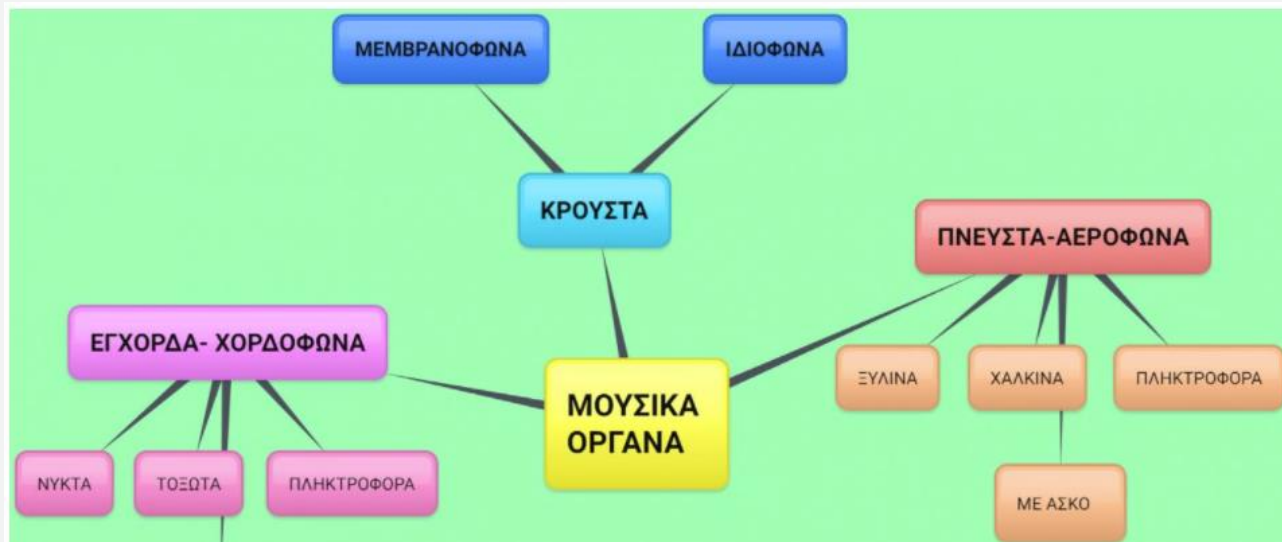 ΜΕΜΒΡΑΝΟΦΩΝΑ
ΙΔΙΟΦΩΝΑ
ΚΡΟΥΣΤΑ
ΠΝΕΥΣΤΑ-ΑΕΡΟΦΩΝΑ
ΕΓΧΟΡΔΑ- ΧΟΡΔΟΦΩΝΑ
ΞΥΛΙΝΑ
ΧΑΛΚΙΝΑ
ΠΛΗΚΤΡΟΦΟΡΑ
ΜΟΥΣΙΚΑ
ΟΡΓΑΝΑ
ΝΥΚΤΑ
ΤΟΞΩΤΑ
ΠΛΗΚΤΡΟΦΟΡΑ
ΜΕ ΑΣΚΟ